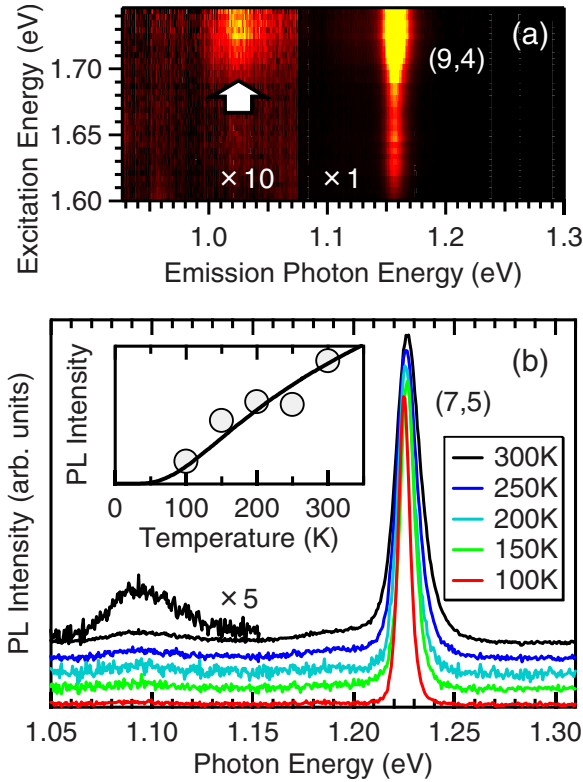 Excitation Energy (eV)
1.70
1.65
1.60
(a)
(9,4)
×10
×1
1.0
1.1
1.2
1.3
Emission Photon Energy (eV)
PL Intensity (arb. units)
(b)
(7,5)
300K
250K
200K
150K
100K
PL Intensity
0
100
200
300
Temperature (K)
×5
1.05
1.10
1.15
1.20
1.25
1.30
Photon Energy (eV)